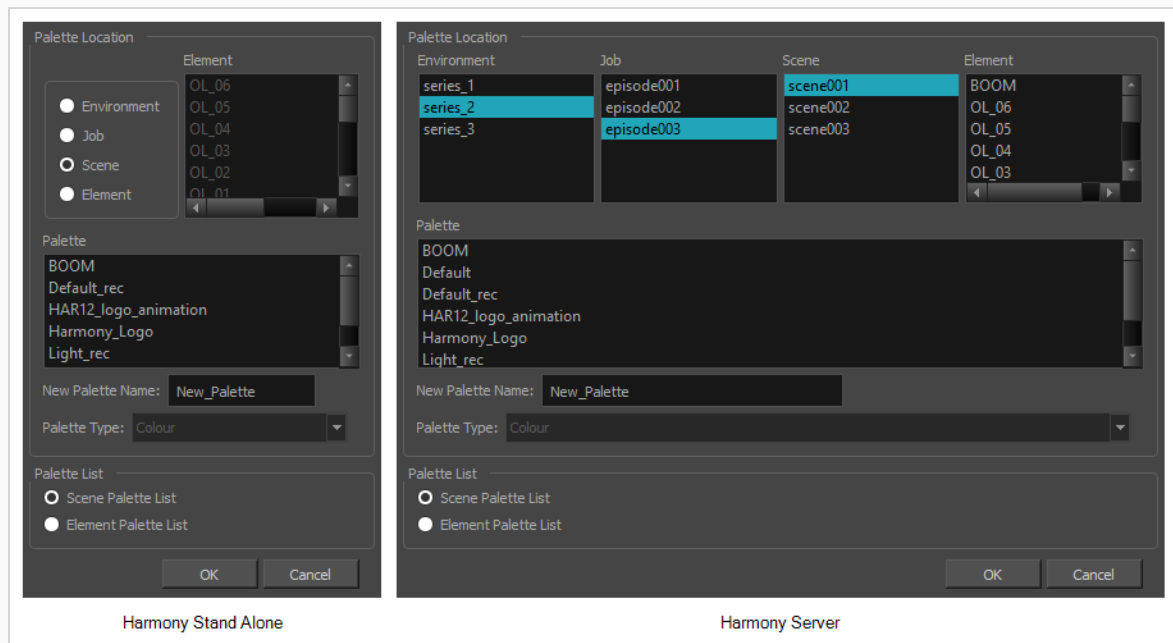 Palette Location
Element
Environment
Job
Scene
Element
OL_06
OL_05
OL_04
OL_03
OL_02
OL_01
Palette
BOOM
Default_rec
HAR12_logo_animation
Harmony_Logo
Light_rec
New Palette Name: New_Palette
Palette Type: Colour
Palette List
Scene Palette List
Element Palette List
OK Cancel
Harmony Stand Alone
Palette Location
Environment Job Scene Element
series_1 episode001 scene001 BOOM
series_2 episode002 scene002 OL_06
series_3 episode003 scene003 OL_05
OL_04
OL_03
Palette
BOOM
Default
Default_rec
HAR12_logo_animation
Harmony_Logo
Light_rec
New Palette Name: New_Palette
Palette Type: Colour
Palette List
Scene Palette List
Element Palette List
OK Cancel
Harmony Server